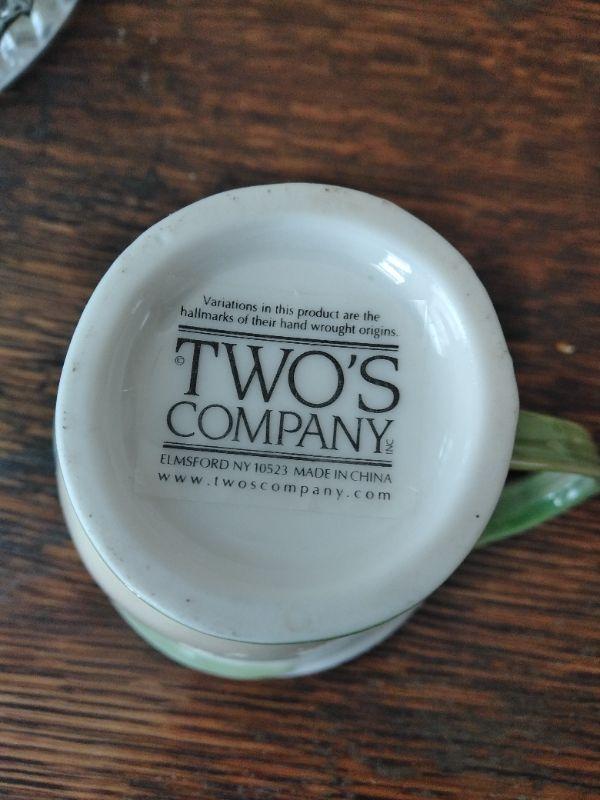 Variations in this product are the
hallmarks of their hand wrought origins.
© TWO'S
COMPANY INC
ELMSFORD NY 10523 MADE IN CHINA
www.twoscompany.com